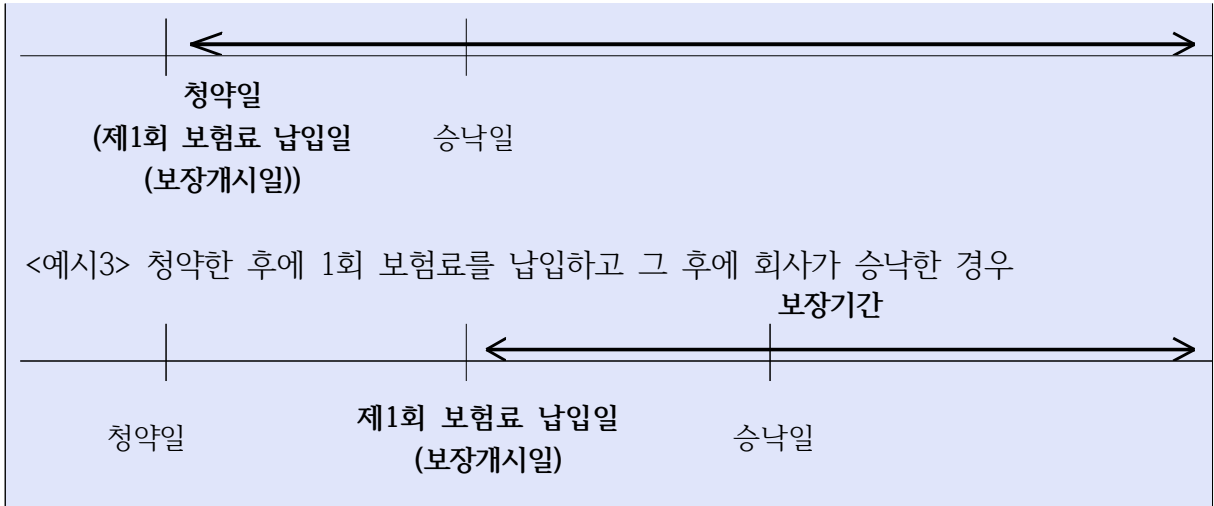 청약일
(제1회 보험료 납입일
(보장개시일))
승낙일
<예시3> 청약한 후에 1회 보험료를 납입하고 그 후에 회사가 승낙한 경우
보장기간
청약일
제1회 보험료 납입일
(보장개시일)
승낙일